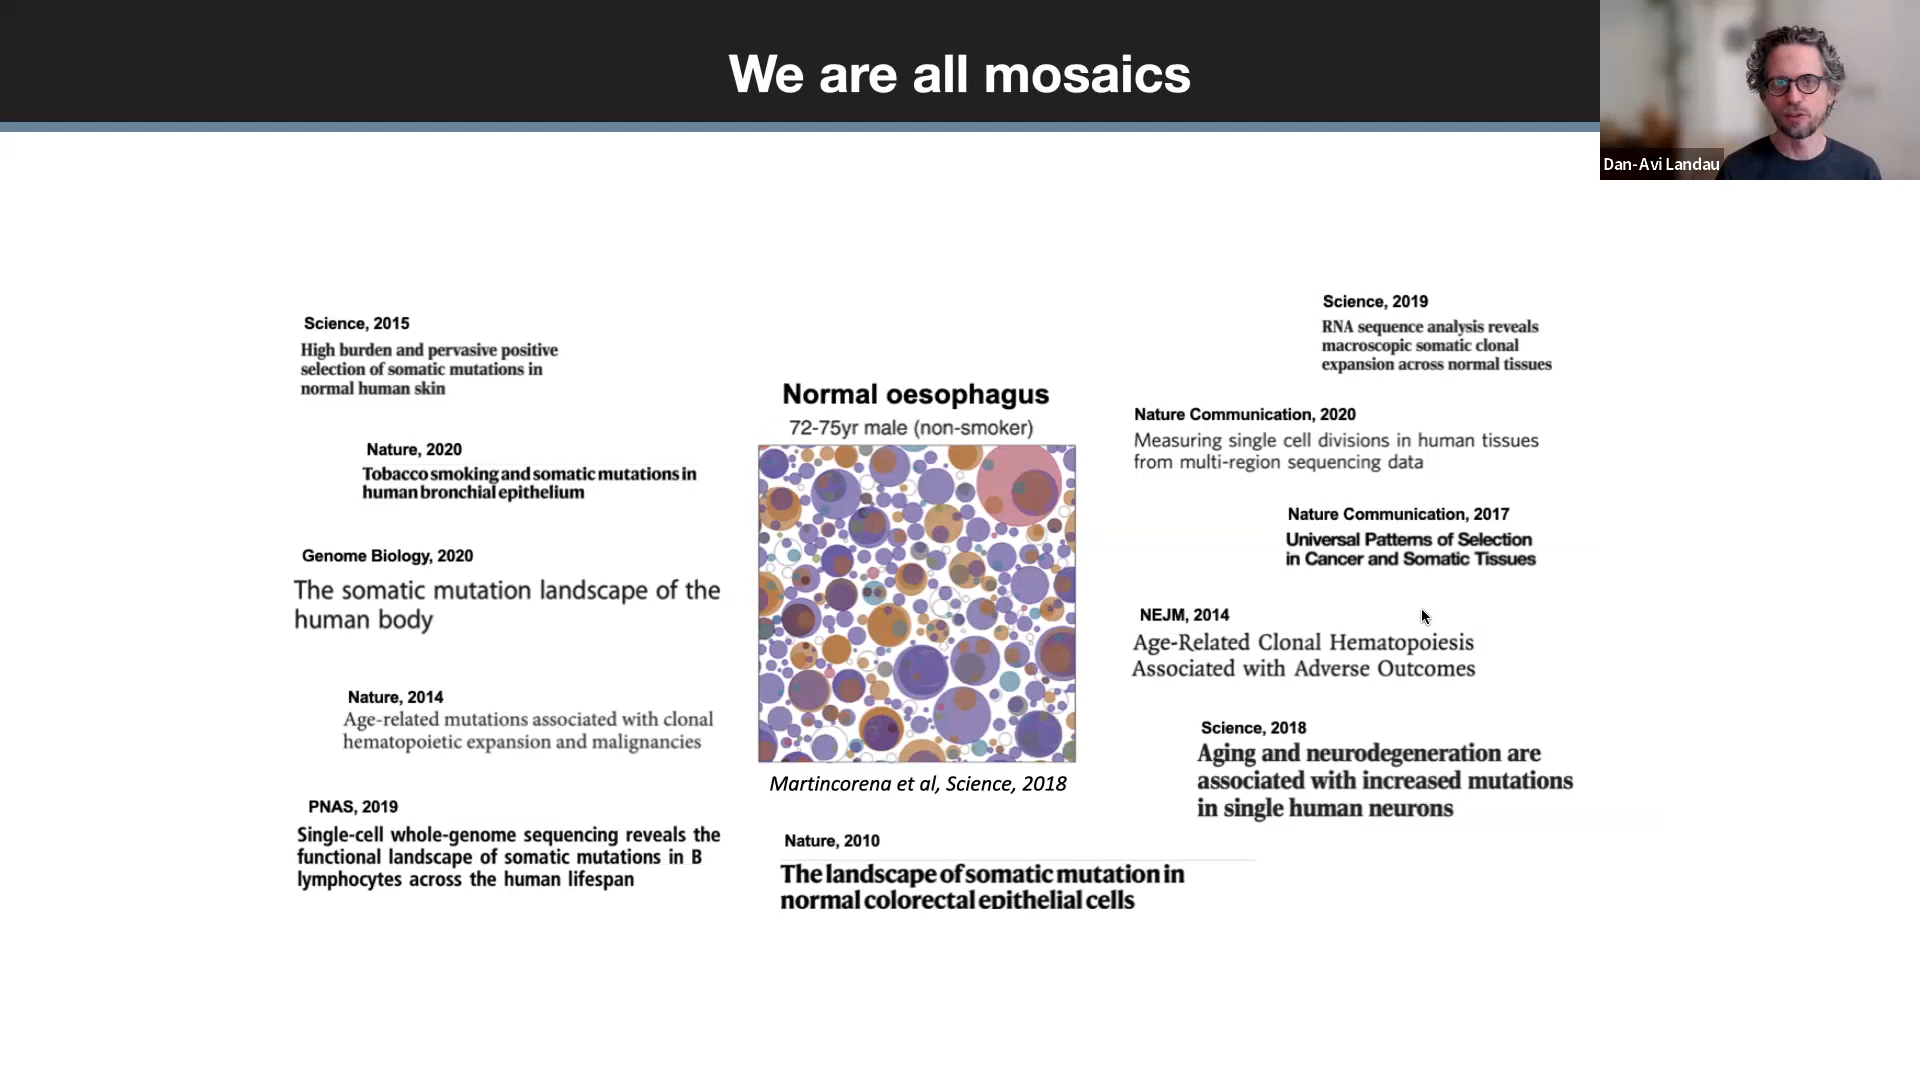 We are all mosaics
Dan-Avi Landau
Science, 2015
High burden and pervasive positive
selection of somatic mutations in
normal human skin
Nature, 2020
Tobacco smoking and somatic mutations in
human bronchial epithelium
Genome Biology, 2020
The somatic mutation landscape of the
human body
Nature, 2014
Age-related mutations associated with clonal
hematopoietic expansion and malignancies
PNAS, 2019
Single-cell whole-genome sequencing reveals the
functional landscape of somatic mutations in B
lymphocytes across the human lifespan
Normal oesophagus
72-75yr male (non-smoker)
Martincorena et al, Science, 2018
Nature, 2010
The landscape of somatic mutation in
normal colorectal epithelial cells
Science, 2019
RNA sequence analysis reveals
macroscopic somatic clonal
expansion across normal tissues
Nature Communication, 2020
Measuring single cell divisions in human tissues
from multi-region sequencing data
Nature Communication, 2017
Universal Patterns of Selection
in Cancer and Somatic Tissues
NEJM, 2014
Age-Related Clonal Hematopoiesis
Associated with Adverse Outcomes
Science, 2018
Aging and neurodegeneration are
associated with increased mutations
in single human neurons